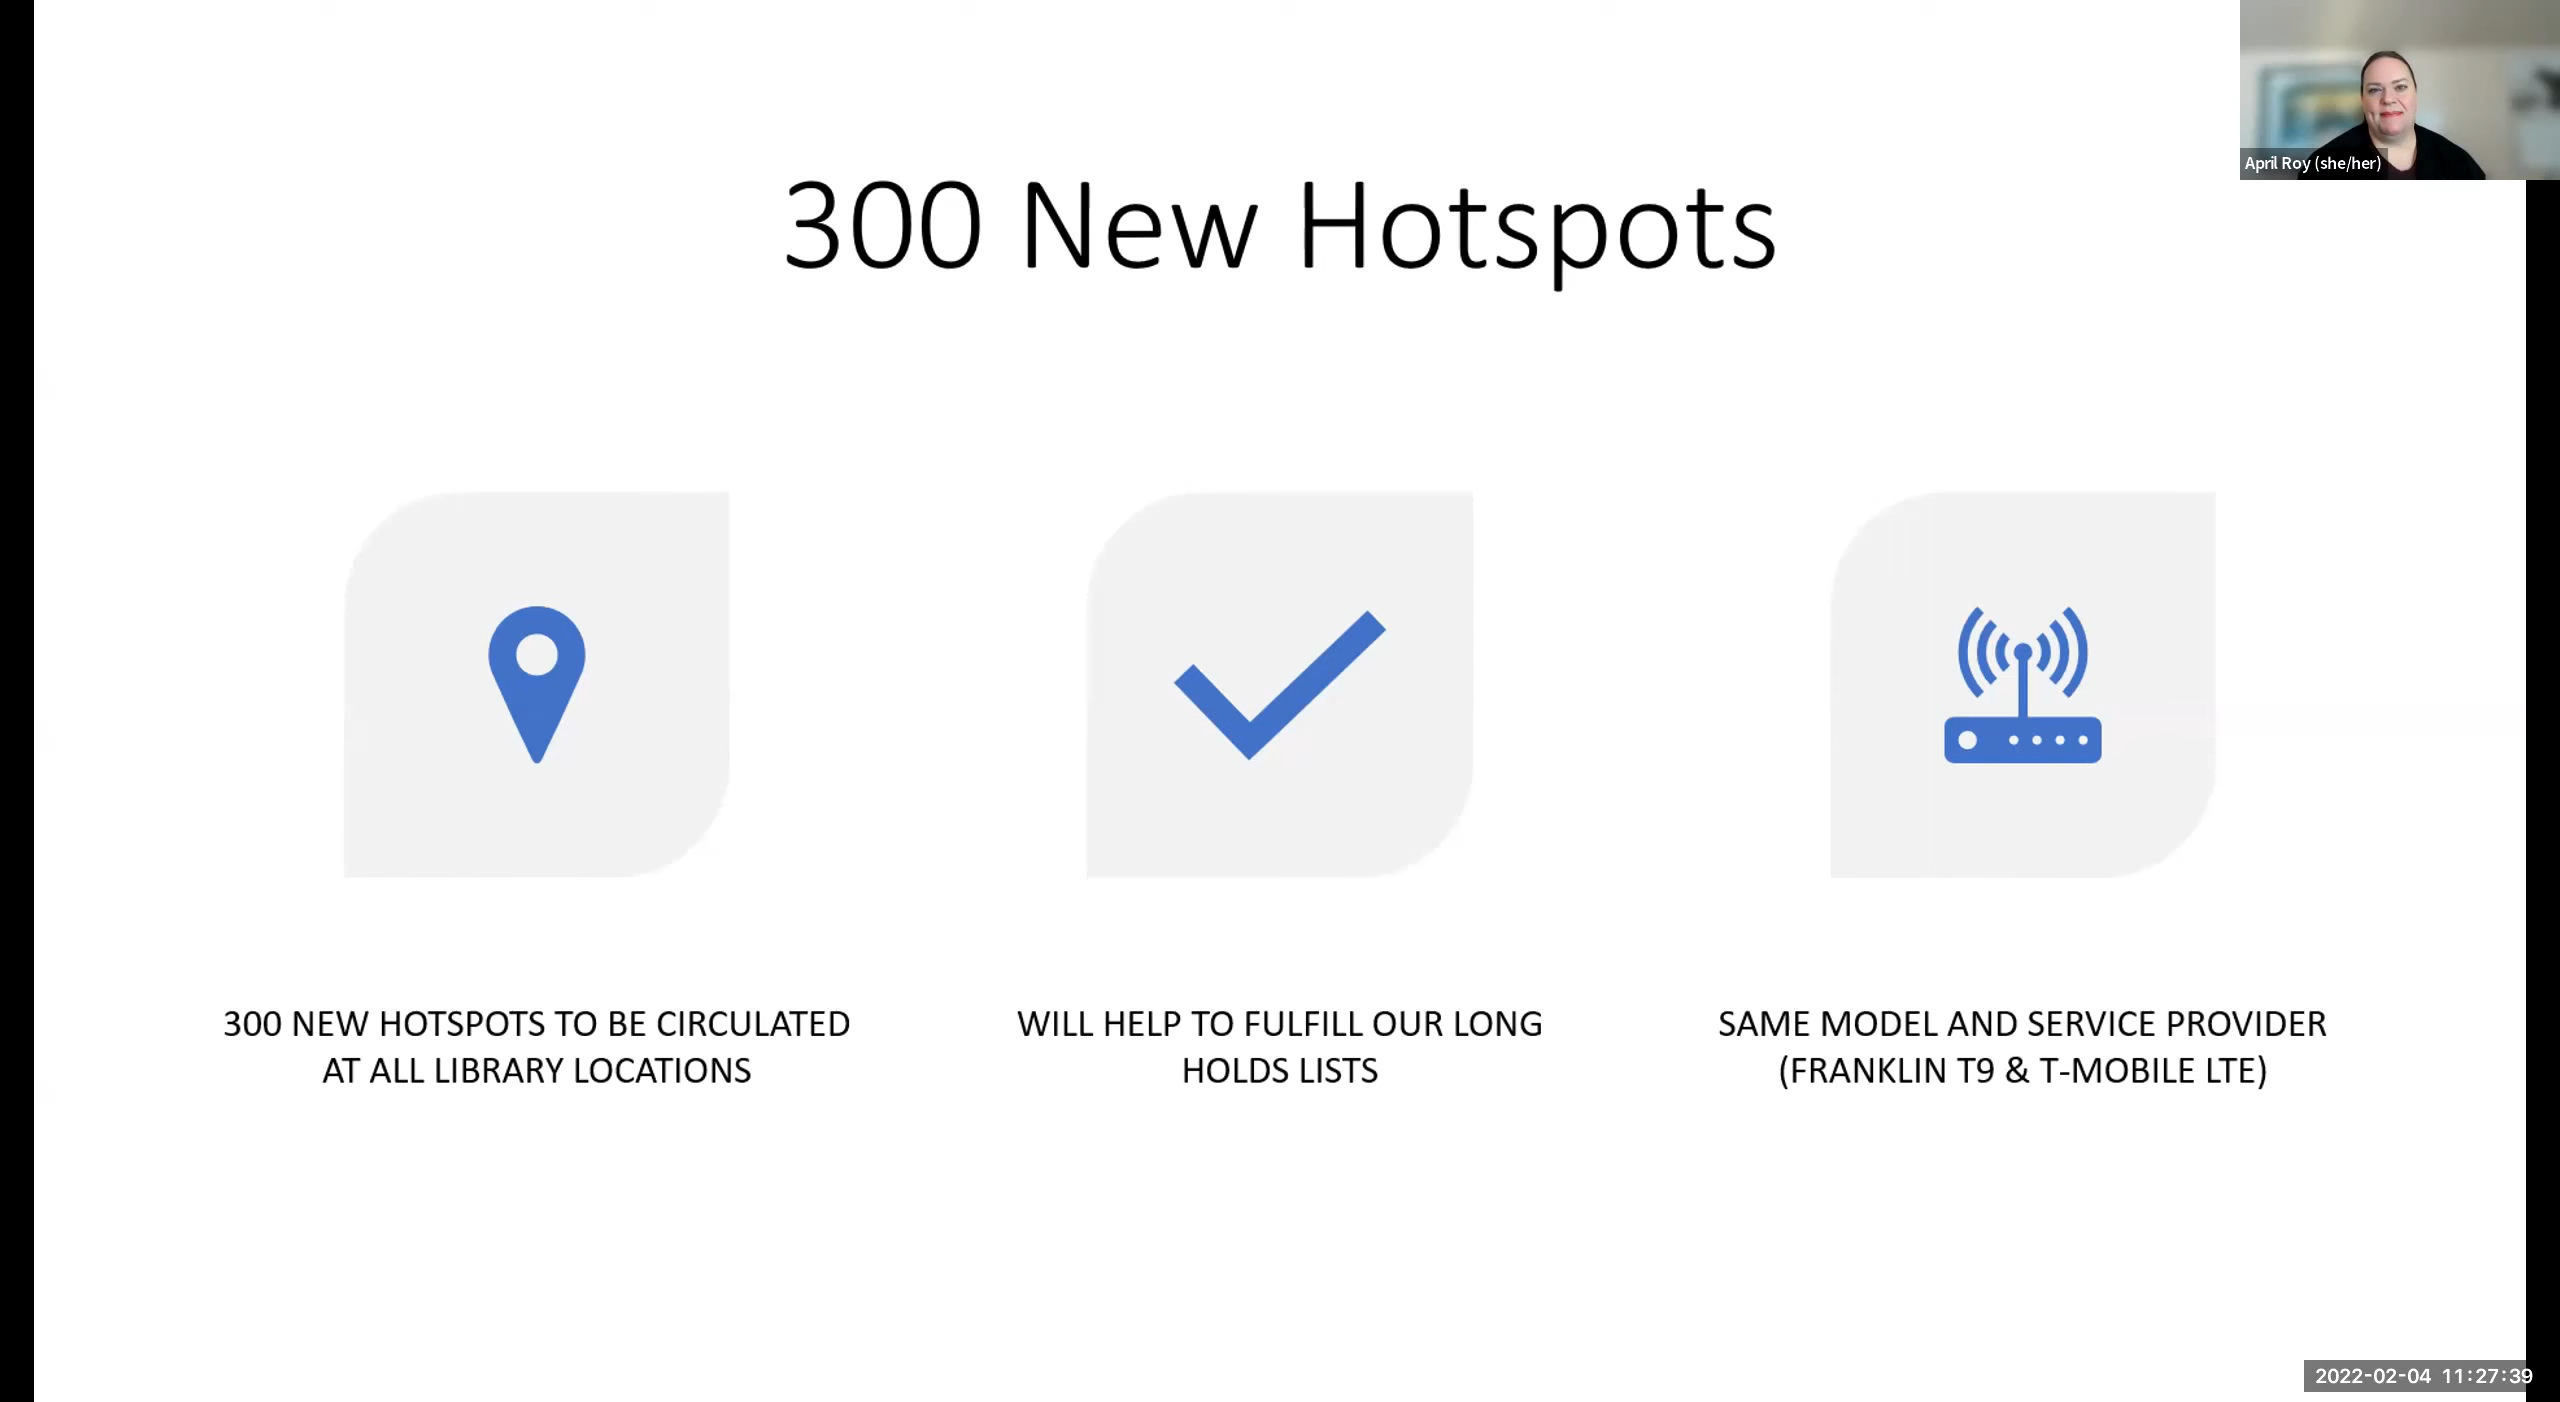 April Roy (she/her)
300 New Hotspots
300 NEW HOTSPOTS TO BE CIRCULATED
AT ALL LIBRARY LOCATIONS
WILL HELP TO FULFILL OUR LONG
HOLDS LISTS
SAME MODEL AND SERVICE PROVIDER
(FRANKLIN T9 & T-MOBILE LTE)
2022-02-04 11:27:39